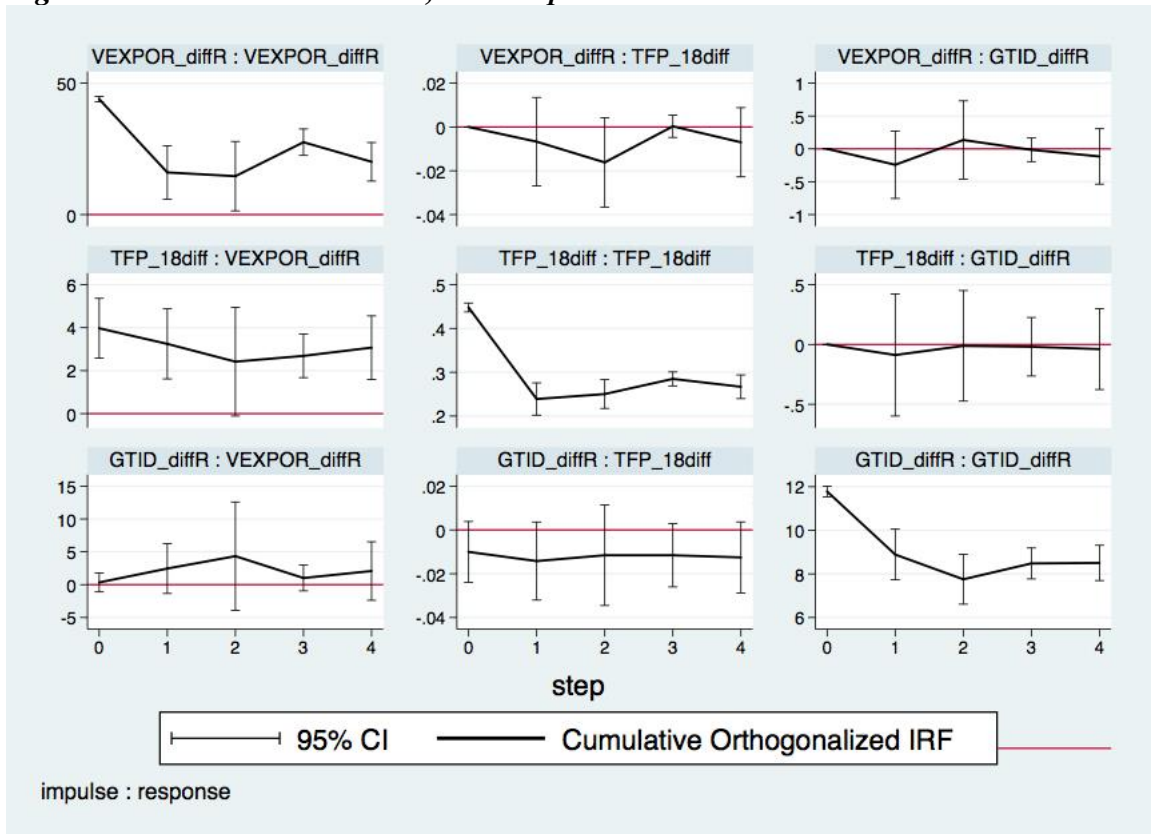 VEXPOR_diffR : VEXPOR_diffR
VEXPOR_diffR : TFP_18diff
VEXPOR_diffR : GTID_diffR
50
0
.02
0
-.02
-.04
1
.5
0
-.5
-1
TFP_18diff : VEXPOR_diffR
TFP_18diff : TFP_18diff
TFP_18diff : GTID_diffR
6
4
2
0
.5
.4
.3
.2
.5
0
-.5
GTID_diffR : VEXPOR_diffR
GTID_diffR : TFP_18diff
GTID_diffR : GTID_diffR
15
10
5
0
-5
.02
0
-.02
-.04
12
10
8
6
0 1 2 3 4
0 1 2 3 4
0 1 2 3 4
step
95% CI
Cumulative Orthogonalized IRF
impulse : response